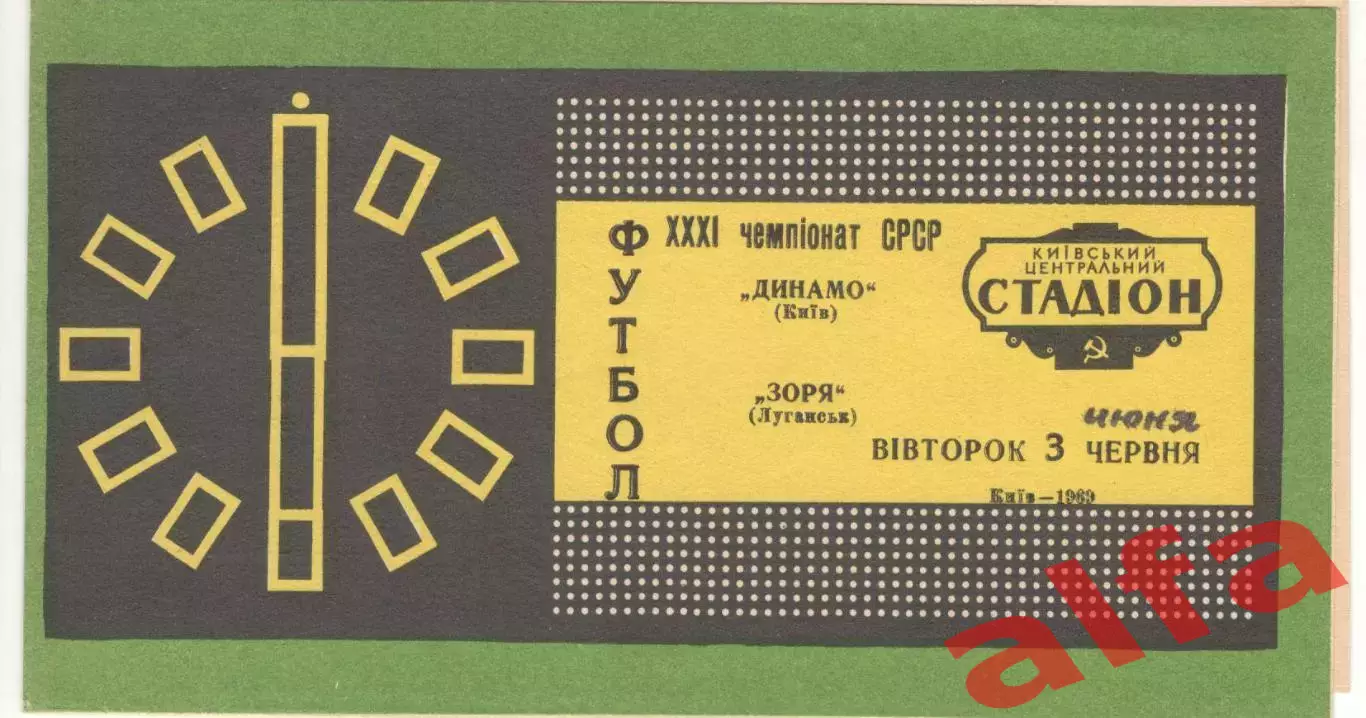 ФУТБОЛ
XXXI чемпіонат СРСР
„ДИНАМО“
(Київ)
„ЗОРЯ“
(Луганськ)
КИЇВСЬКИЙ
ЦЕНТРАЛЬНИЙ
СТАДІОН
июня
ВІВТОРОК 3 ЧЕРВНЯ
Київ—1969
alfa